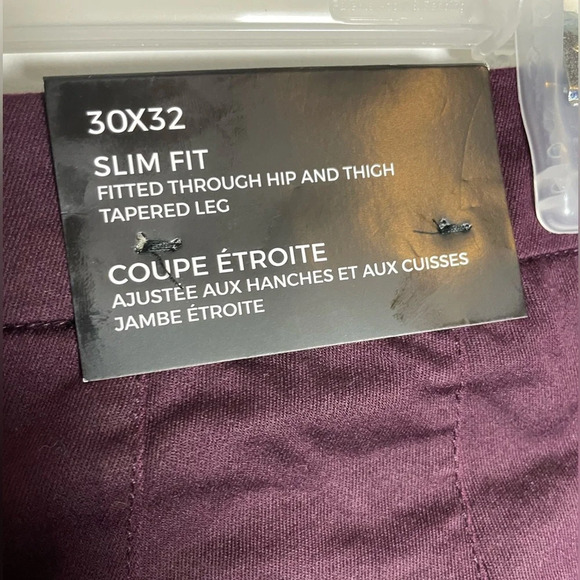 30X32
SLIM FIT
FITTED THROUGH HIP AND THIGH
TAPERED LEG
COUPE ÉTROITE
AJUSTÉE AUX HANCHES ET AUX CUISSES
JAMBE ÉTROITE